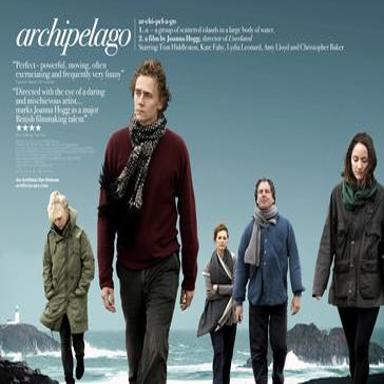 archipelago
ar·chi·pel·a·go
1. n – a group of scattered islands in a large body of water.
2. a film by Joanna Hogg, director of Unrelated
Starring Tom Hiddleston, Kate Fahy, Lydia Leonard, Amy Lloyd and Christopher Baker
"Perfect - powerful, moving, often
excruciating and frequently very funny"
"Directed with the eye of a daring
and mischievous artist...
marks Joanna Hogg as a major
British filmmaking talent"
★★★★